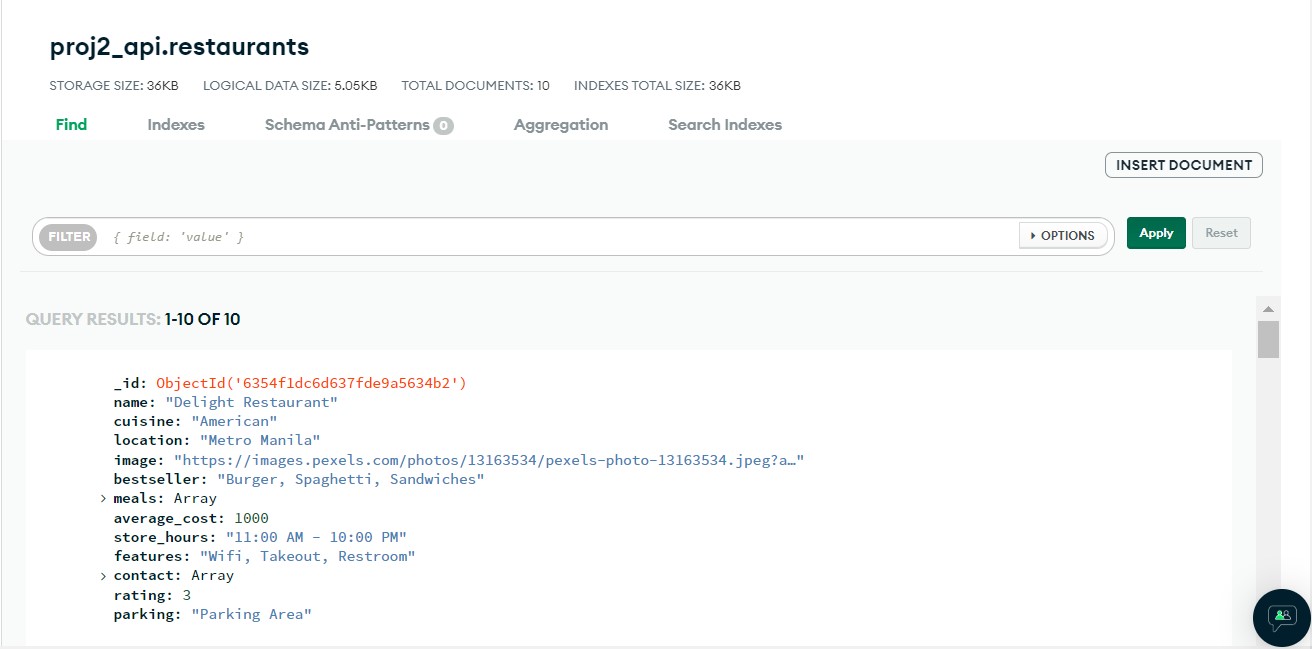 proj2_api.restaurants
STORAGE SIZE: 36KB LOGICAL DATA SIZE: 5.05KB TOTAL DOCUMENTS: 10 INDEXES TOTAL SIZE: 36KB
Find Indexes Schema Anti-Patterns 0 Aggregation Search Indexes
INSERT DOCUMENT
FILTER { field: 'value' } OPTIONS Apply Reset
QUERY RESULTS: 1-10 OF 10
_id: ObjectId('6354f1dc6d637fde9a5634b2')
name: "Delight Restaurant"
cuisine: "American"
location: "Metro Manila"
image: "https://images.pexels.com/photos/13163534/pexels-photo-13163534.jpeg?a…"
bestseller: "Burger, Spaghetti, Sandwiches"
meals: Array
average_cost: 1000
store_hours: "11:00 AM - 10:00 PM"
features: "Wifi, Takeout, Restroom"
contact: Array
rating: 3
parking: "Parking Area"